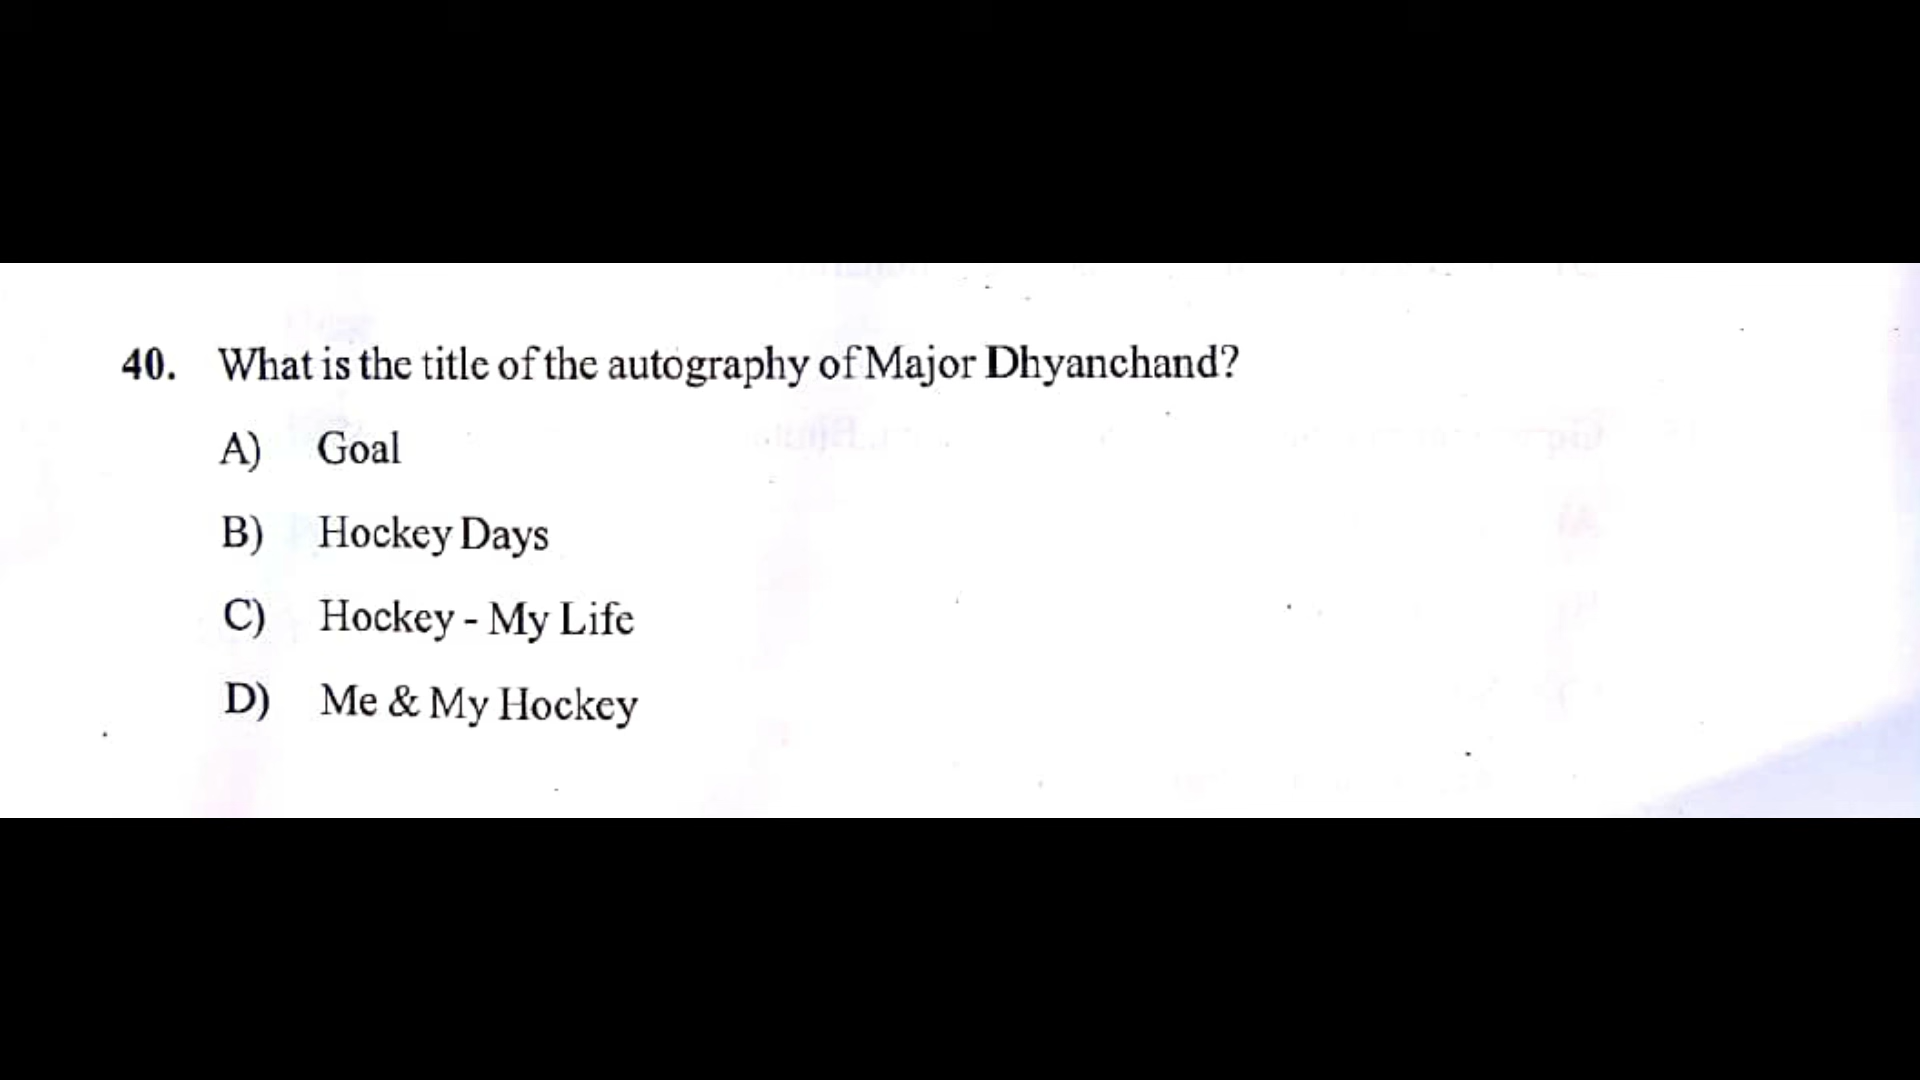 40. What is the title of the autography of Major Dhyanchand?
A) Goal
B) Hockey Days
C) Hockey - My Life
D) Me & My Hockey